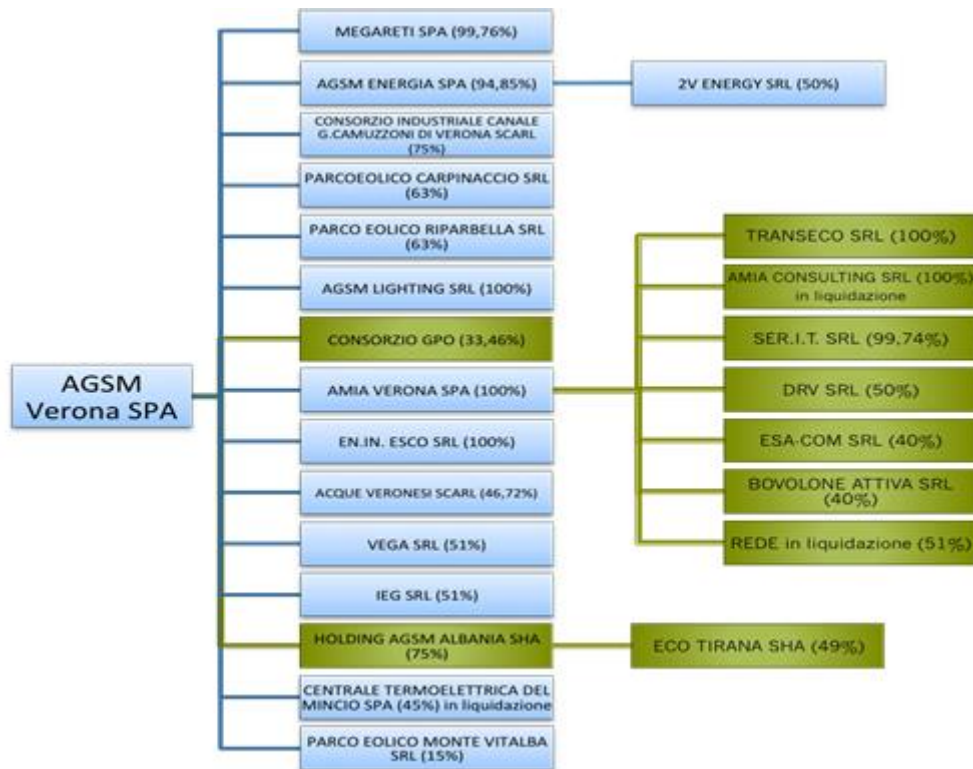 AGSM
Verona SPA
MEGARETI SPA (99,76%)
AGSM ENERGIA SPA (94,85%)
CONSORZIO INDUSTRIALE CANALE
G.CAMUZZONI DI VERONA SCARL
(75%)
PARCOEOLICO CARPINACCIO SRL
(63%)
PARCO EOLICO RIPARBELLA SRL
(63%)
AGSM LIGHTING SRL (100%)
CONSORZIO GPO (33,46%)
AMIA VERONA SPA (100%)
EN.IN. ESCO SRL (100%)
ACQUE VERONESI SCARL (46,72%)
VEGA SRL (51%)
IEG SRL (51%)
HOLDING AGSM ALBANIA SHA
(75%)
CENTRALE TERMOELETTRICA DEL
MINCIO SPA (45%) in liquidazione
PARCO EOLICO MONTE VITALBA
SRL (15%)
2V ENERGY SRL (50%)
TRANSECO SRL (100%)
AMIA CONSULTING SRL (100%)
in liquidazione
SER.I.T. SRL (99,74%)
DRV SRL (50%)
ESA-COM SRL (40%)
BOVOLONE ATTIVA SRL
(40%)
REDE in liquidazione (51%)
ECO TIRANA SHA (49%)